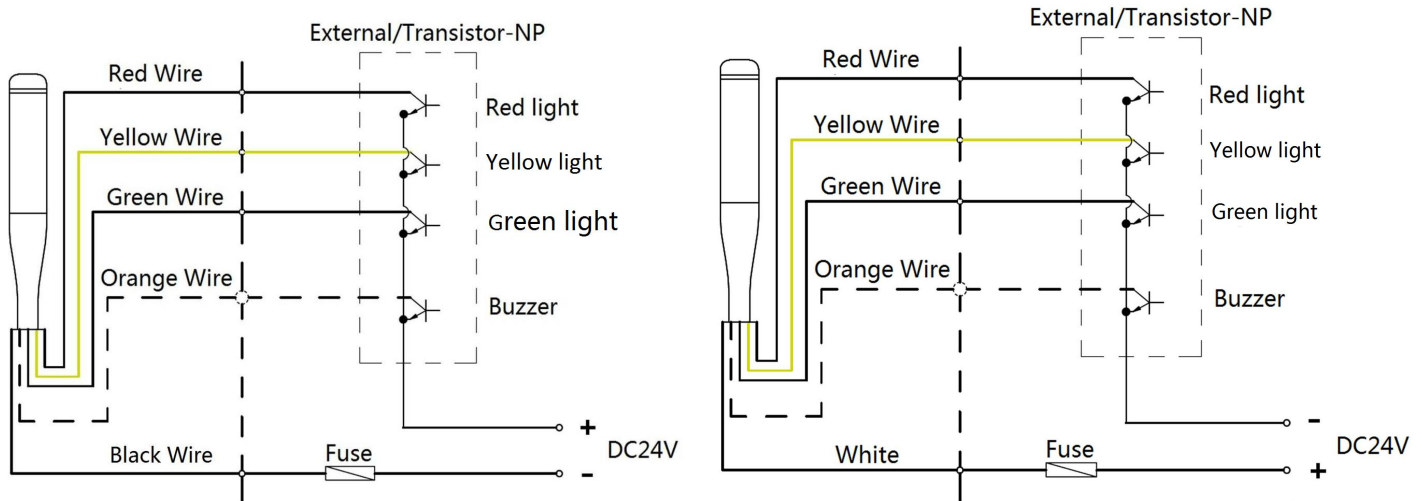 External/Transistor-NP
Red Wire
Red light
Yellow Wire
Yellow light
Green Wire
Green light
Orange Wire
Buzzer
+
DC24V
Black Wire
Fuse
-
External/Transistor-NP
Red Wire
Red light
Yellow Wire
Yellow light
Green Wire
Green light
Orange Wire
Buzzer
-
DC24V
White
Fuse
+